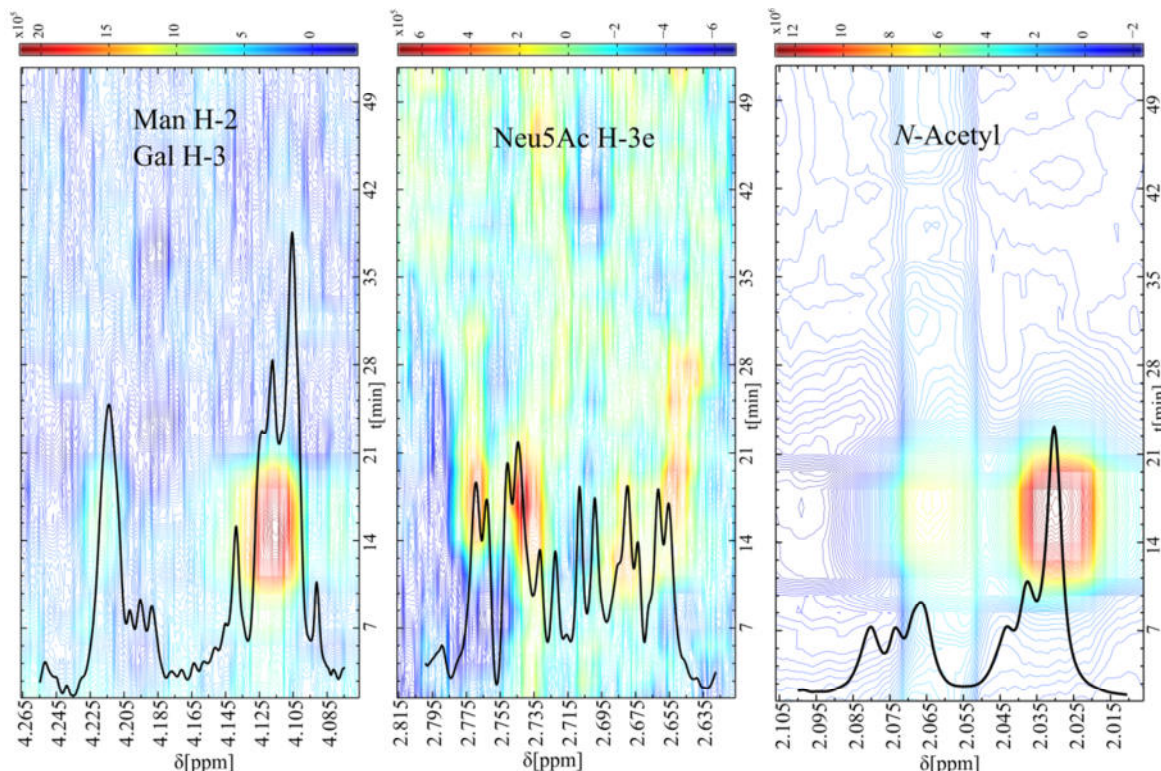 x10⁵
20 15 10 5 0
Man H-2
Gal H-3
t[min]
49
42
35
28
21
14
7
4.265 4.245 4.225 4.205 4.185 4.165 4.145 4.125 4.105 4.085
δ[ppm]
x10⁵
6 4 2 0 −2 −4 −6
Neu5Ac H-3e
t[min]
49
42
35
28
21
14
7
2.815 2.795 2.775 2.755 2.735 2.715 2.695 2.675 2.655 2.635
δ[ppm]
x10⁶
12 10 8 6 4 2 0 −2
N-Acetyl
t[min]
49
42
35
28
21
14
7
2.105 2.095 2.085 2.075 2.065 2.055 2.045 2.035 2.025 2.015
δ[ppm]